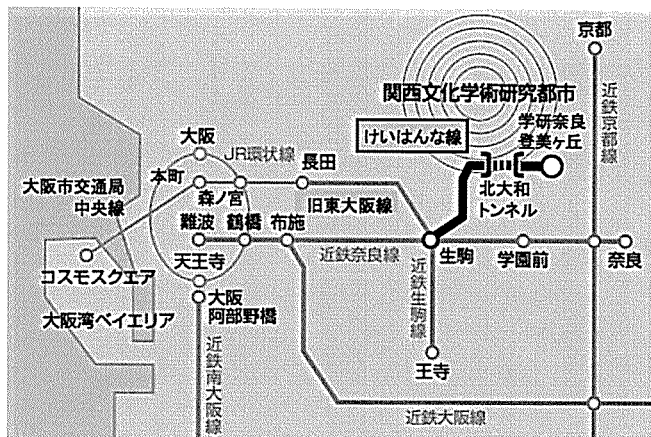 京都
関西文化学術研究都市
近鉄京都線
けいはんな線
学研奈良
登美ヶ丘
大阪
JR環状線
長田
本町
森ノ宮
大阪市交通局
中央線
旧東大阪線
北大和
トンネル
難波
鶴橋
布施
近鉄奈良線
生駒
学園前
奈良
コスモスクエア
天王寺
大阪
阿部野橋
大阪湾ベイエリア
近鉄生駒線
王寺
近鉄南大阪線
近鉄大阪線